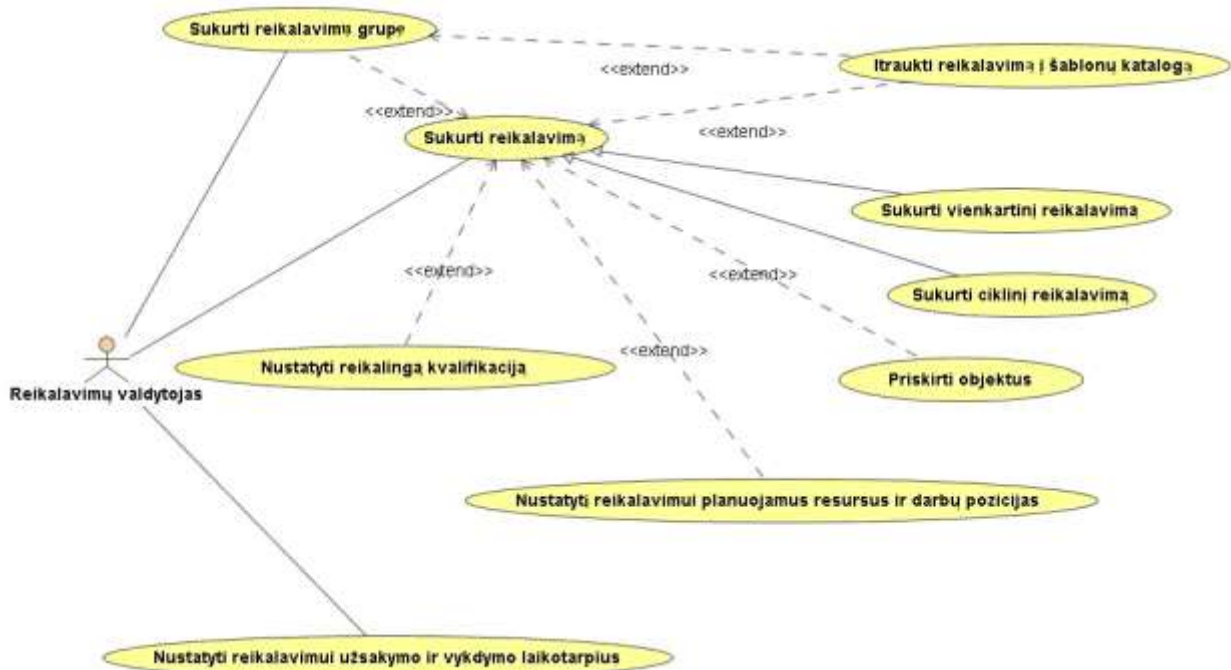 Sukurti reikalavimų grupę
<<extend>>
Itraukti reikalavimą į šablonų katalogą
<<extend>>
Sukurti reikalavimą
<<extend>>
Sukurti vienkartinį reikalavimą
<<extend>>
<<extend>>
Sukurti ciklinį reikalavimą
<<extend>>
Nustatyti reikalingą kvalifikaciją
Priskirti objektus
Reikalavimų valdytojas
Nustatytį reikalavimui planuojamus resursus ir darbų pozicijas
Nustatyti reikalavimui užsakymo ir vykdymo laikotarpius